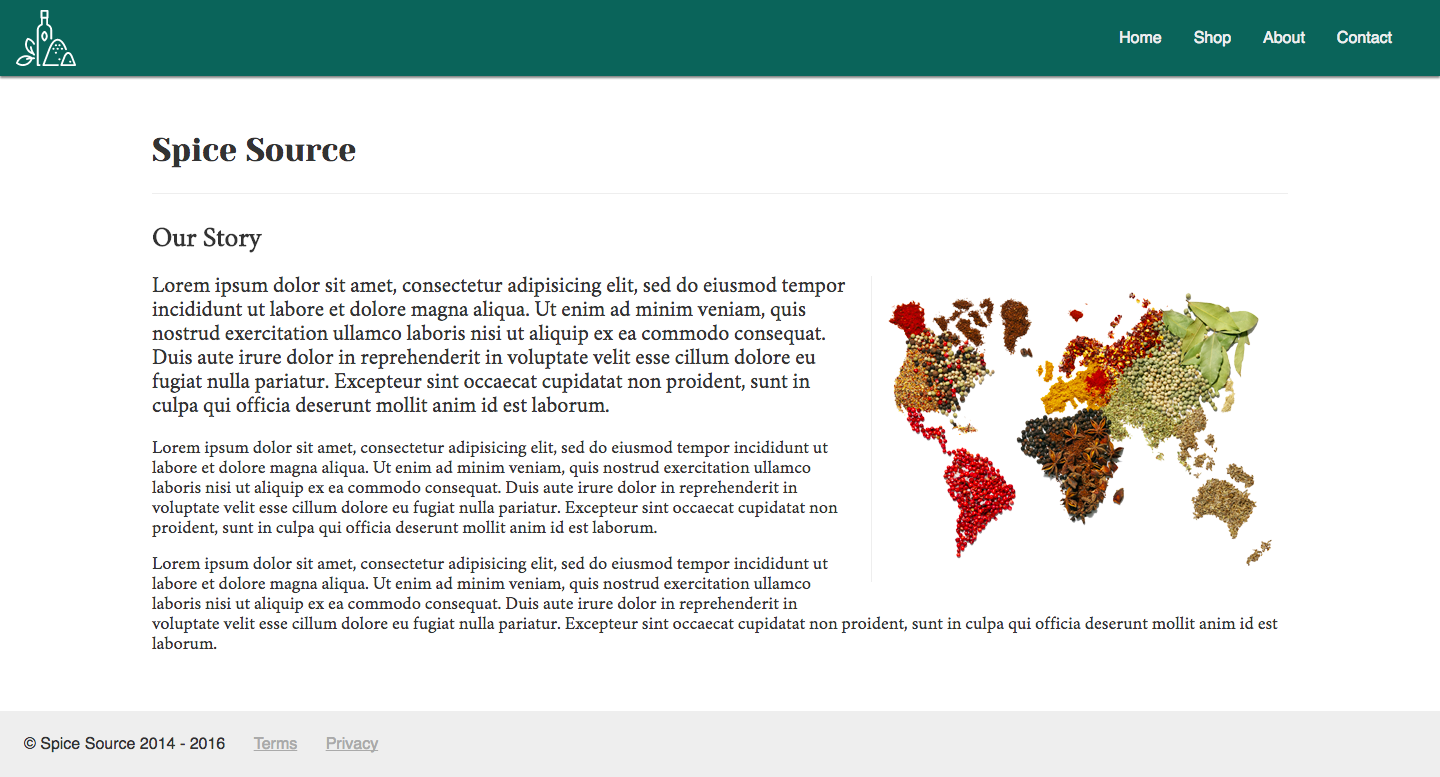 Home Shop About Contact
Spice Source
Our Story
Lorem ipsum dolor sit amet, consectetur adipisicing elit, sed do eiusmod tempor
incididunt ut labore et dolore magna aliqua. Ut enim ad minim veniam, quis
nostrud exercitation ullamco laboris nisi ut aliquip ex ea commodo consequat.
Duis aute irure dolor in reprehenderit in voluptate velit esse cillum dolore eu
fugiat nulla pariatur. Excepteur sint occaecat cupidatat non proident, sunt in
culpa qui officia deserunt mollit anim id est laborum.
Lorem ipsum dolor sit amet, consectetur adipisicing elit, sed do eiusmod tempor incididunt ut
labore et dolore magna aliqua. Ut enim ad minim veniam, quis nostrud exercitation ullamco
laboris nisi ut aliquip ex ea commodo consequat. Duis aute irure dolor in reprehenderit in
voluptate velit esse cillum dolore eu fugiat nulla pariatur. Excepteur sint occaecat cupidatat non
proident, sunt in culpa qui officia deserunt mollit anim id est laborum.
Lorem ipsum dolor sit amet, consectetur adipisicing elit, sed do eiusmod tempor incididunt ut
labore et dolore magna aliqua. Ut enim ad minim veniam, quis nostrud exercitation ullamco
laboris nisi ut aliquip ex ea commodo consequat. Duis aute irure dolor in reprehenderit in
voluptate velit esse cillum dolore eu fugiat nulla pariatur. Excepteur sint occaecat cupidatat non proident, sunt in culpa qui officia deserunt mollit anim id est
laborum.
© Spice Source 2014 - 2016 Terms Privacy